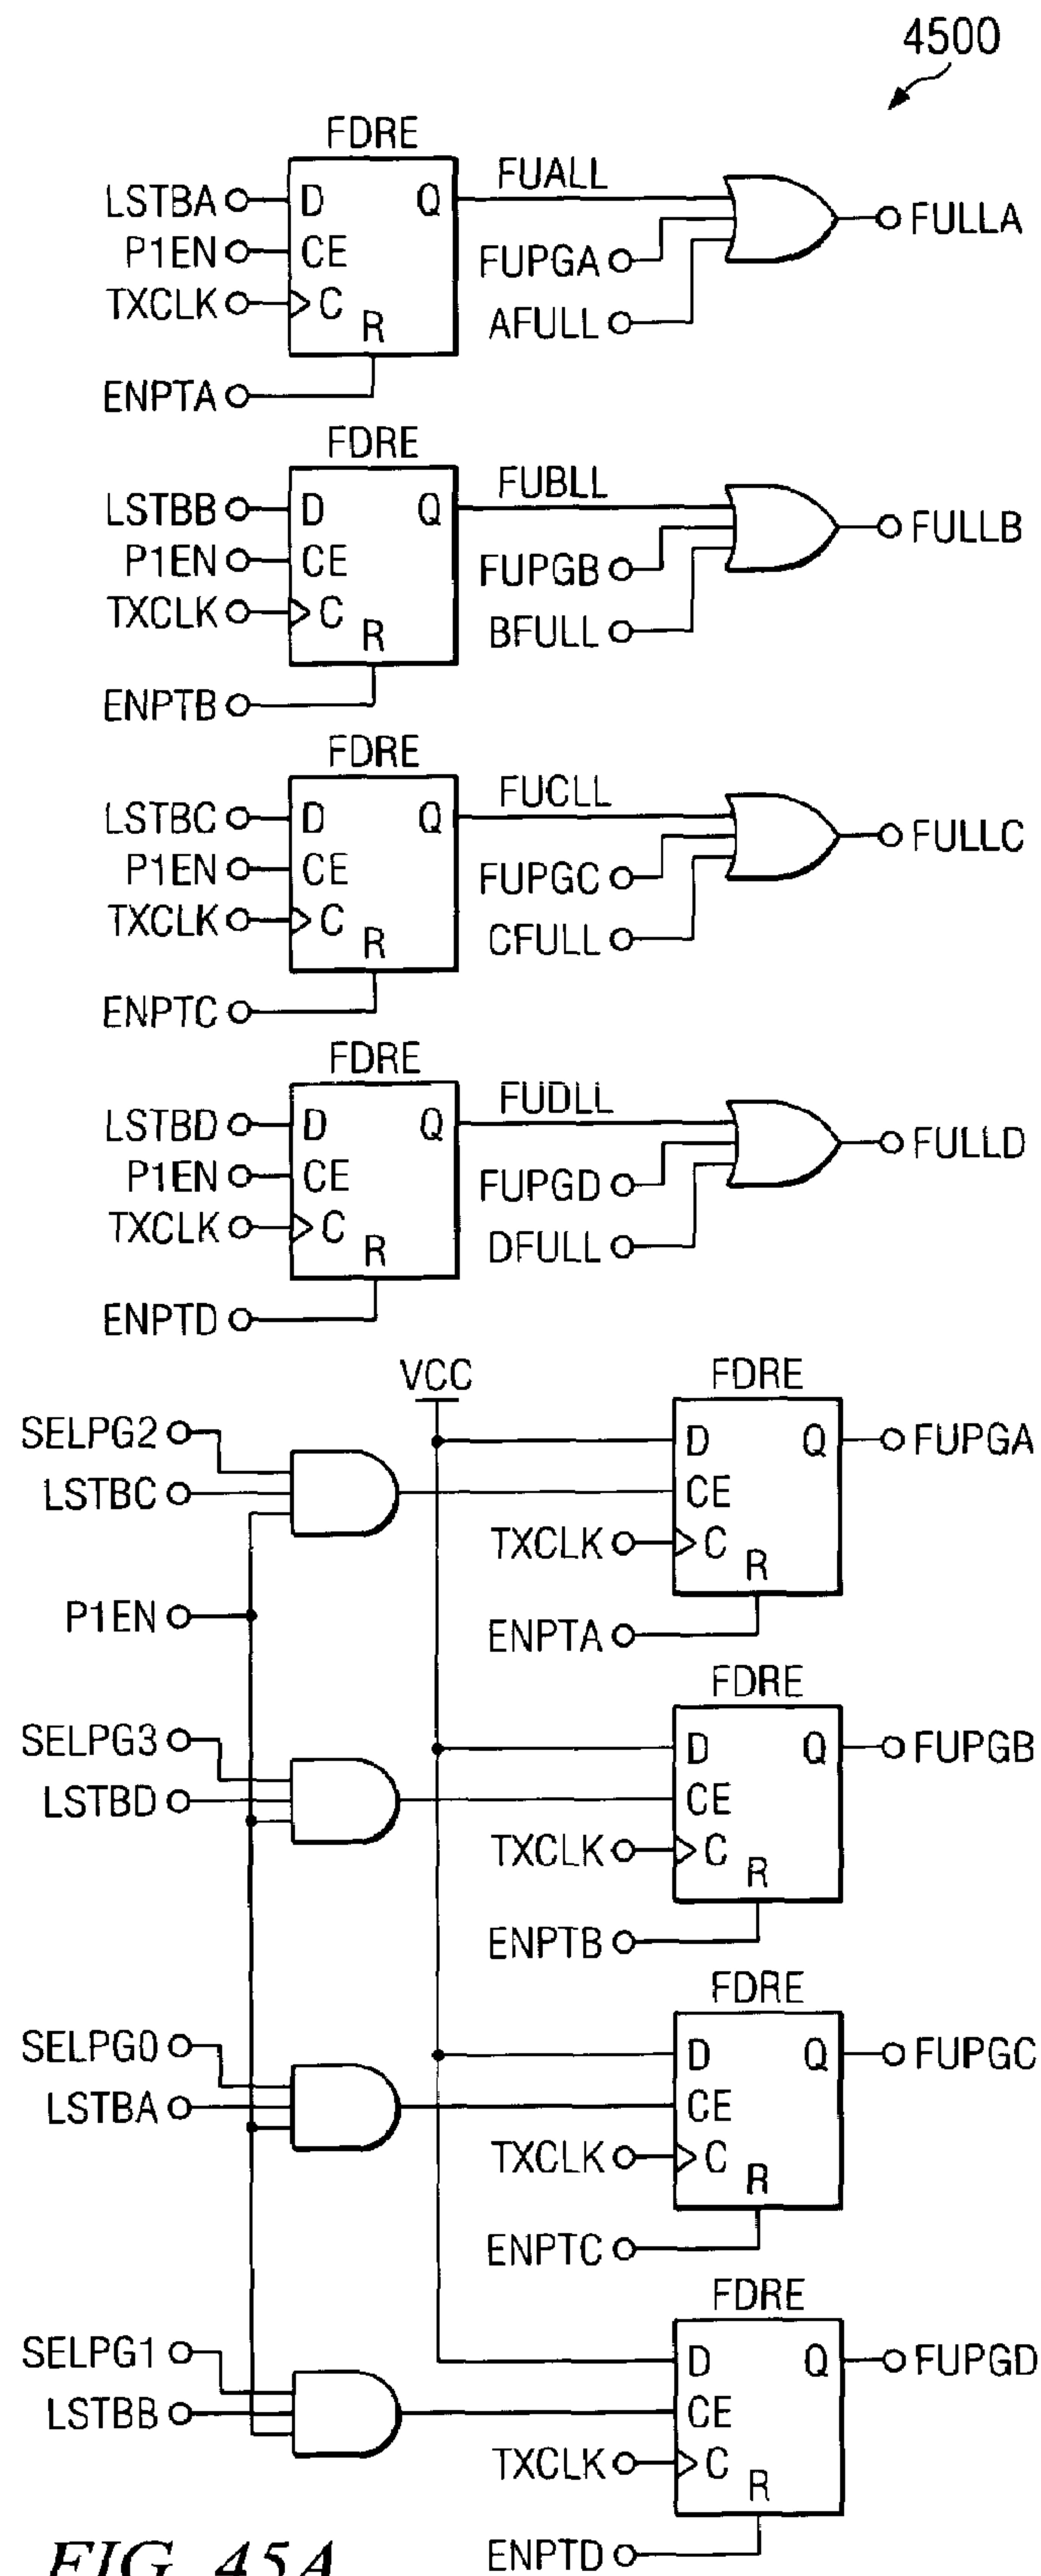 4500
FDRE
LSTBA D Q FUALL
P1EN CE FUPGA FULLA
TXCLK C AFULL
R
ENPTA
FDRE
LSTBB D Q FUBLL
P1EN CE FUPGB FULLB
TXCLK C BFULL
R
ENPTB
FDRE
LSTBC D Q FUCLL
P1EN CE FUPGC FULLC
TXCLK C CFULL
R
ENPTC
FDRE
LSTBD D Q FUDLL
P1EN CE FUPGD FULLD
TXCLK C DFULL
R
ENPTD
VCC FDRE
SELPG2 D Q FUPGA
LSTBC CE
TXCLK C
R
P1EN ENPTA
FDRE
SELPG3 D Q FUPGB
LSTBD CE
TXCLK C
R
ENPTB
FDRE
SELPG0 D Q FUPGC
LSTBA CE
TXCLK C
R
ENPTC
FDRE
SELPG1 D Q FUPGD
LSTBB CE
TXCLK C
R
ENPTD
FIG. 45A